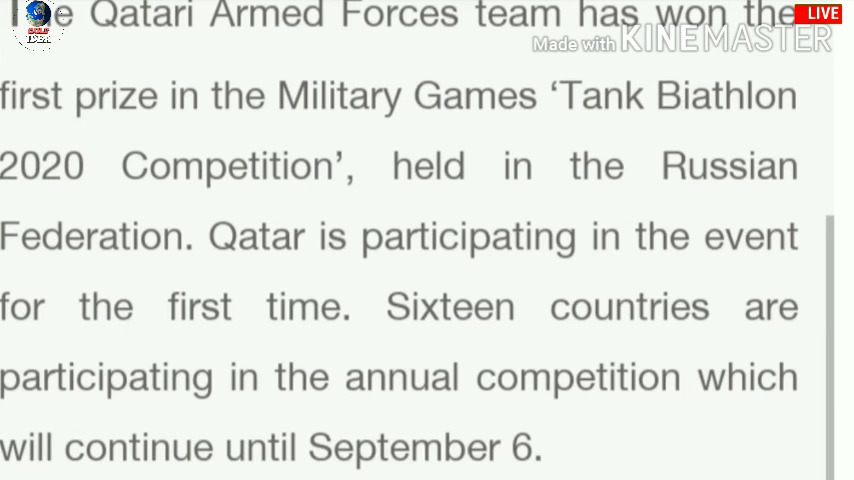 The Qatari Armed Forces team has won the
LIVE
Made with KINEMASTER
first prize in the Military Games ‘Tank Biathlon
2020 Competition’, held in the Russian
Federation. Qatar is participating in the event
for the first time. Sixteen countries are
participating in the annual competition which
will continue until September 6.